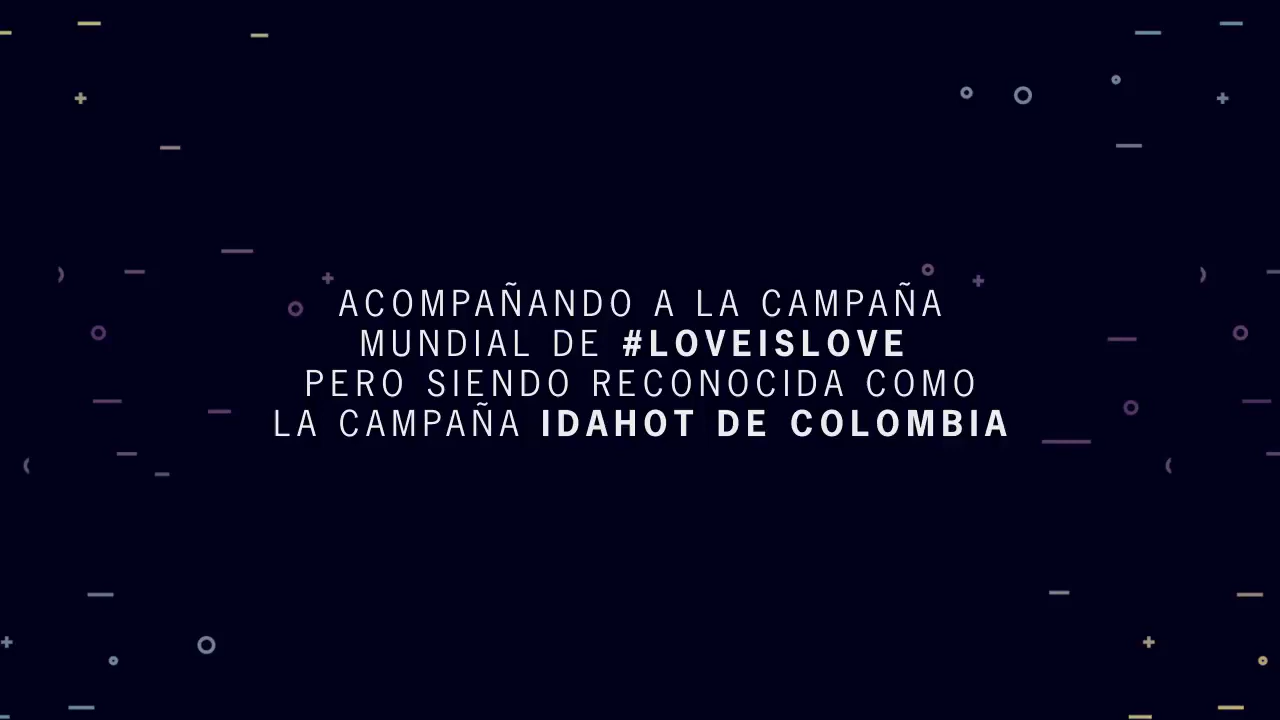 ACOMPAÑANDO A LA CAMPAÑA
MUNDIAL DE #LOVEISLOVE
PERO SIENDO RECONOCIDA COMO
LA CAMPAÑA IDAHOT DE COLOMBIA